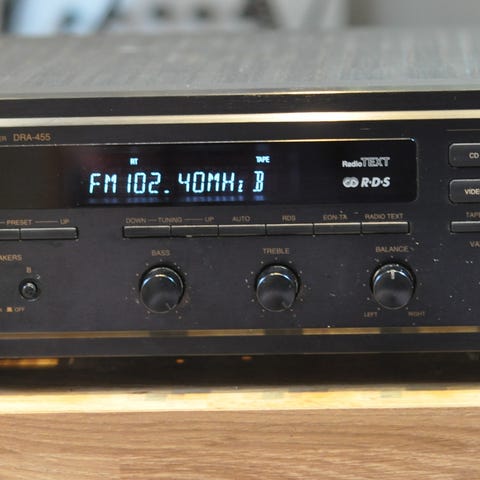 DRA-455
RT TAPE
FM 102.40MHz B
RadioTEXT
R·D·S
CD
VIDEO
PRESET UP
DOWN TUNING UP AUTO RDS EON-TA RADIO TEXT
B
BASS TREBLE BALANCE
OFF
LEFT RIGHT